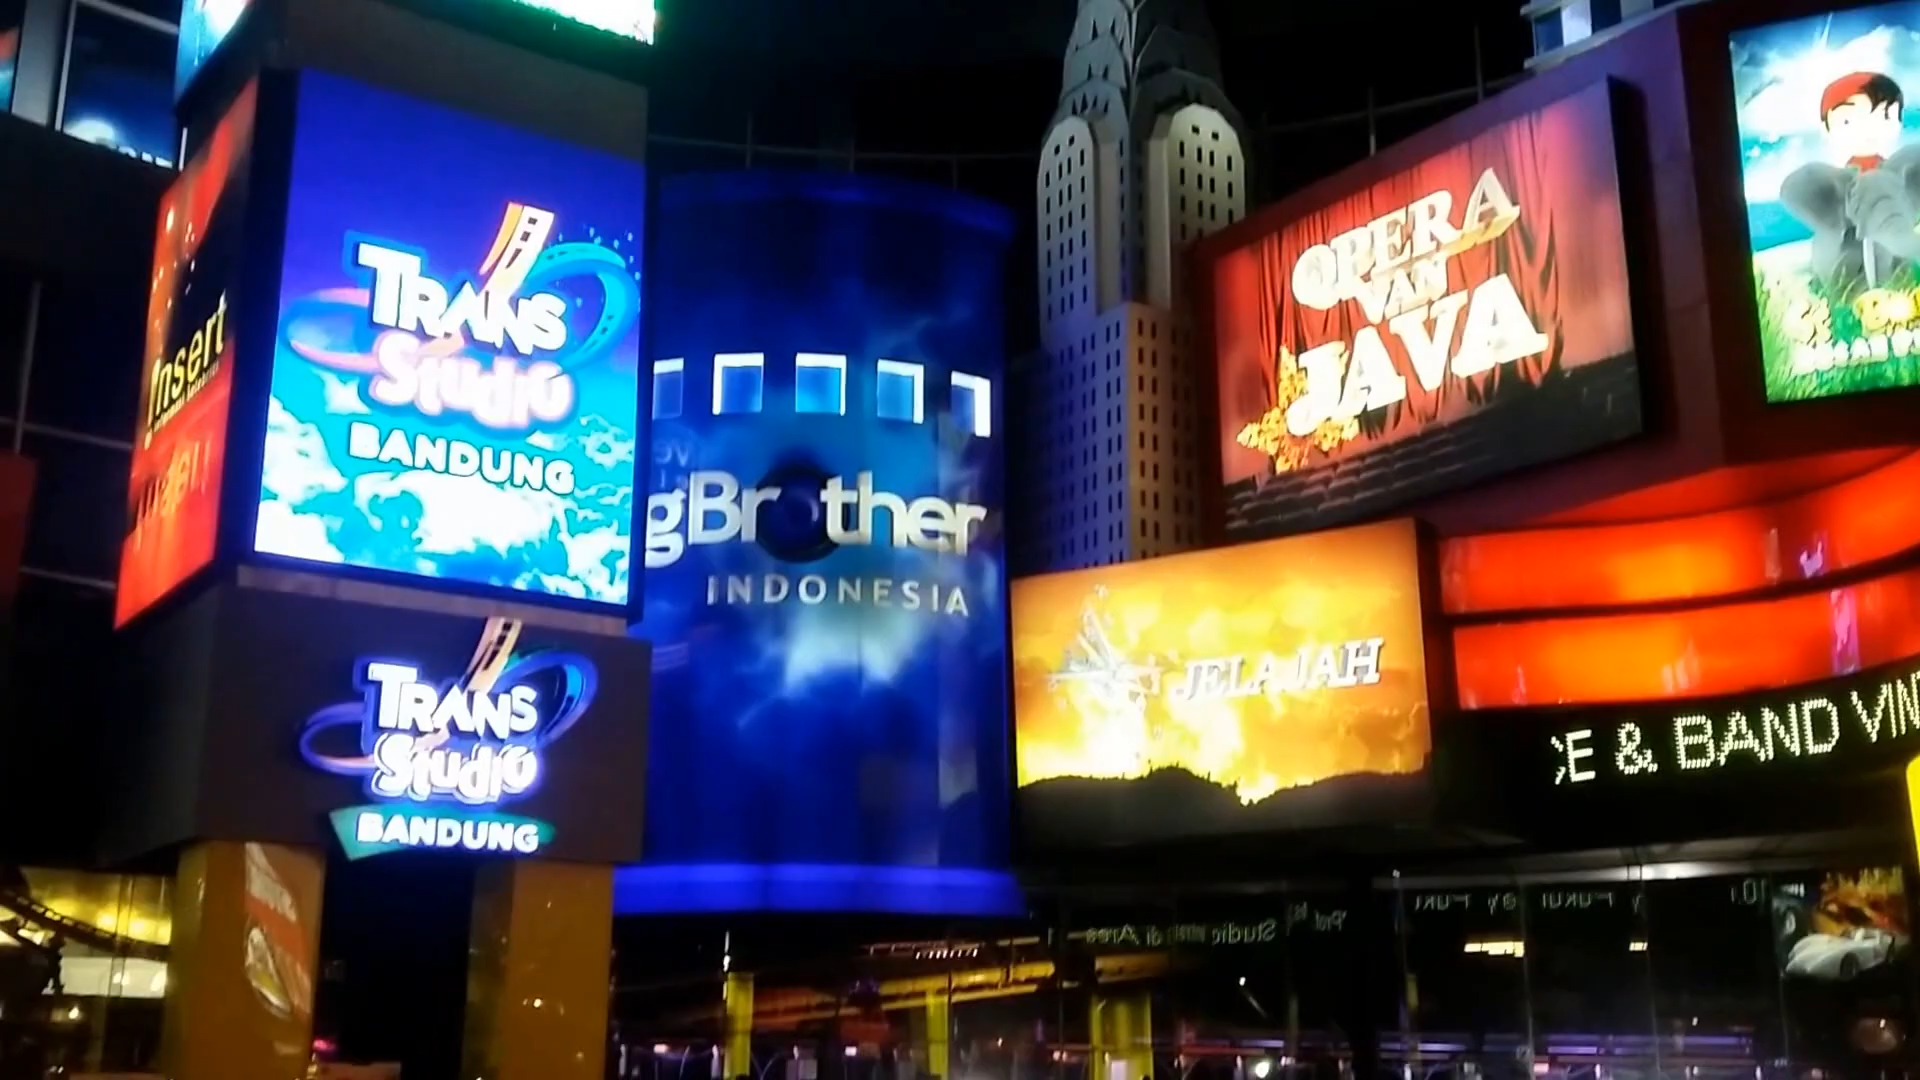 TRANS
Studio
BANDUNG
Insert
gBrother
INDONESIA
OPERA
VAN
JAVA
JELAJAH
E & BAND VIN
TRANS
Studio
BANDUNG